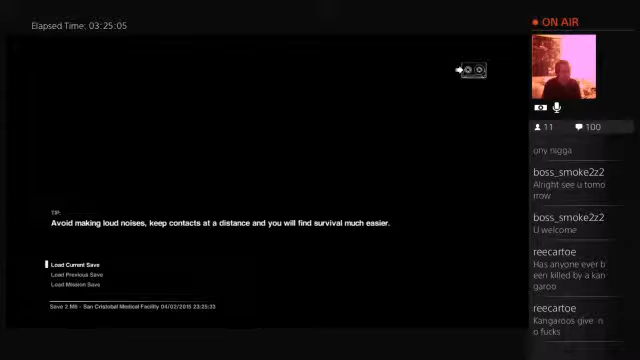 Elapsed Time: 03:25:05
ON AIR
11
100
ony nigga
boss_smoke2z2
Alright see u tomo
rrow
boss_smoke2z2
U welcome
reecartoe
Has anyone ever b
een killed by a kan
garoo
reecartoe
Kangaroos give n
o fucks
TIP:
Avoid making loud noises, keep contacts at a distance and you will find survival much easier.
Load Current Save
Load Previous Save
Load Mission Save
Save 2 M8 - San Cristobal Medical Facility 04/02/2015 23:25:33